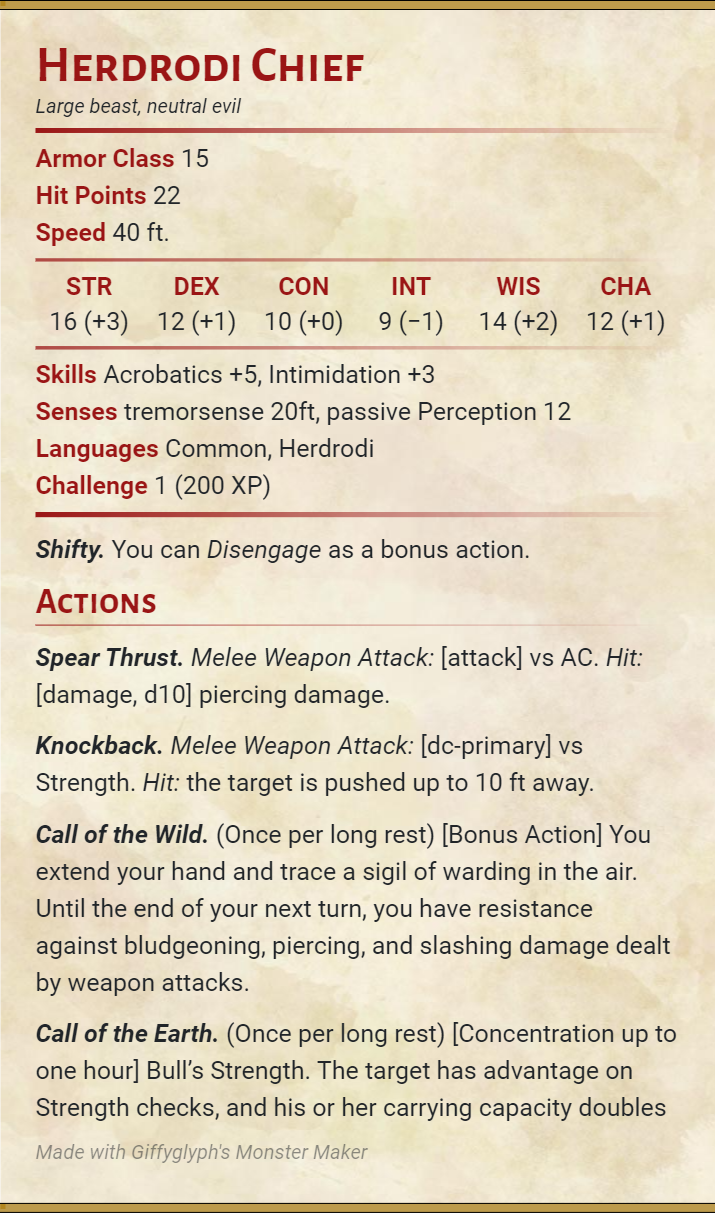 Herdrodi Chief
Large beast, neutral evil
Armor Class 15
Hit Points 22
Speed 40 ft.
STR DEX CON INT WIS CHA
16 (+3) 12 (+1) 10 (+0) 9 (−1) 14 (+2) 12 (+1)
Skills Acrobatics +5, Intimidation +3
Senses tremorsense 20ft, passive Perception 12
Languages Common, Herdrodi
Challenge 1 (200 XP)
Shifty. You can Disengage as a bonus action.
Actions
Spear Thrust. Melee Weapon Attack: [attack] vs AC. Hit:
[damage, d10] piercing damage.
Knockback. Melee Weapon Attack: [dc-primary] vs
Strength. Hit: the target is pushed up to 10 ft away.
Call of the Wild. (Once per long rest) [Bonus Action] You
extend your hand and trace a sigil of warding in the air.
Until the end of your next turn, you have resistance
against bludgeoning, piercing, and slashing damage dealt
by weapon attacks.
Call of the Earth. (Once per long rest) [Concentration up to
one hour] Bull’s Strength. The target has advantage on
Strength checks, and his or her carrying capacity doubles
Made with Giffyglyph's Monster Maker